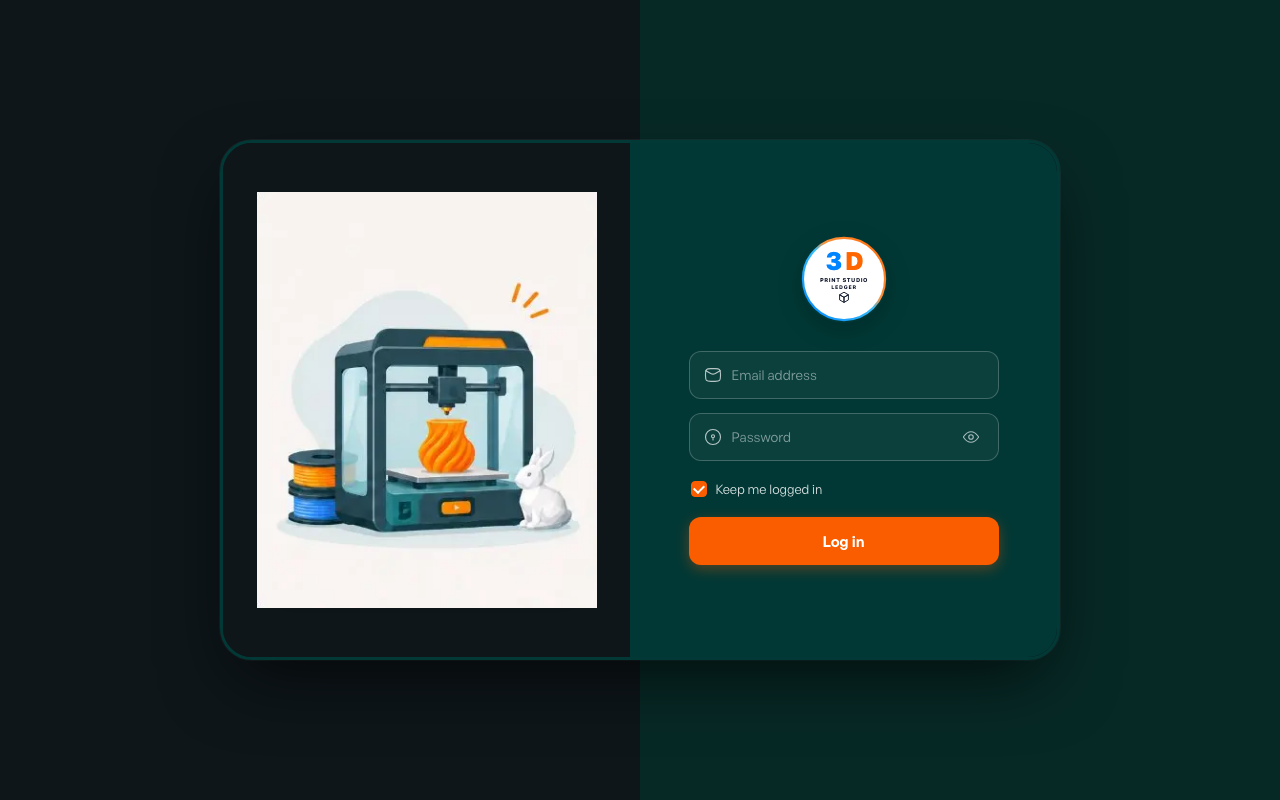 3D
PRINT STUDIO
LEDGER
Email address
Password
Keep me logged in
Log in